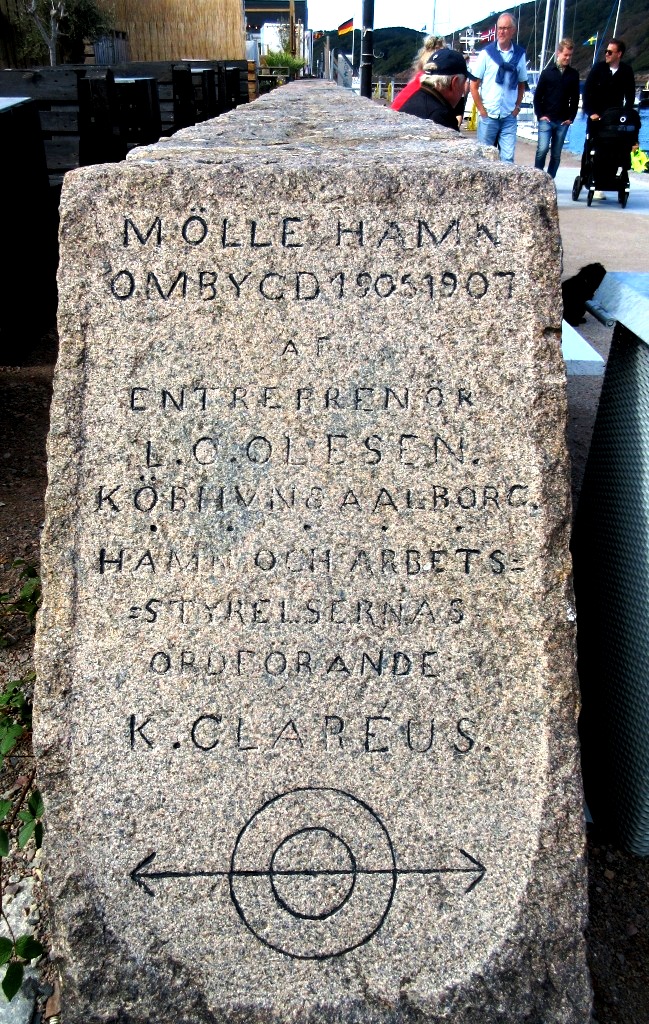 MÖLLE HAMN
OMBYGD 1905 1907
AF
ENTREPRENÖR
L.O.OLESEN.
KÖBHVN & AALBORG.
HAMN OCH ARBETS=
=STYRELSERNAS
ORDFÖRANDE
K. CLAREUS.